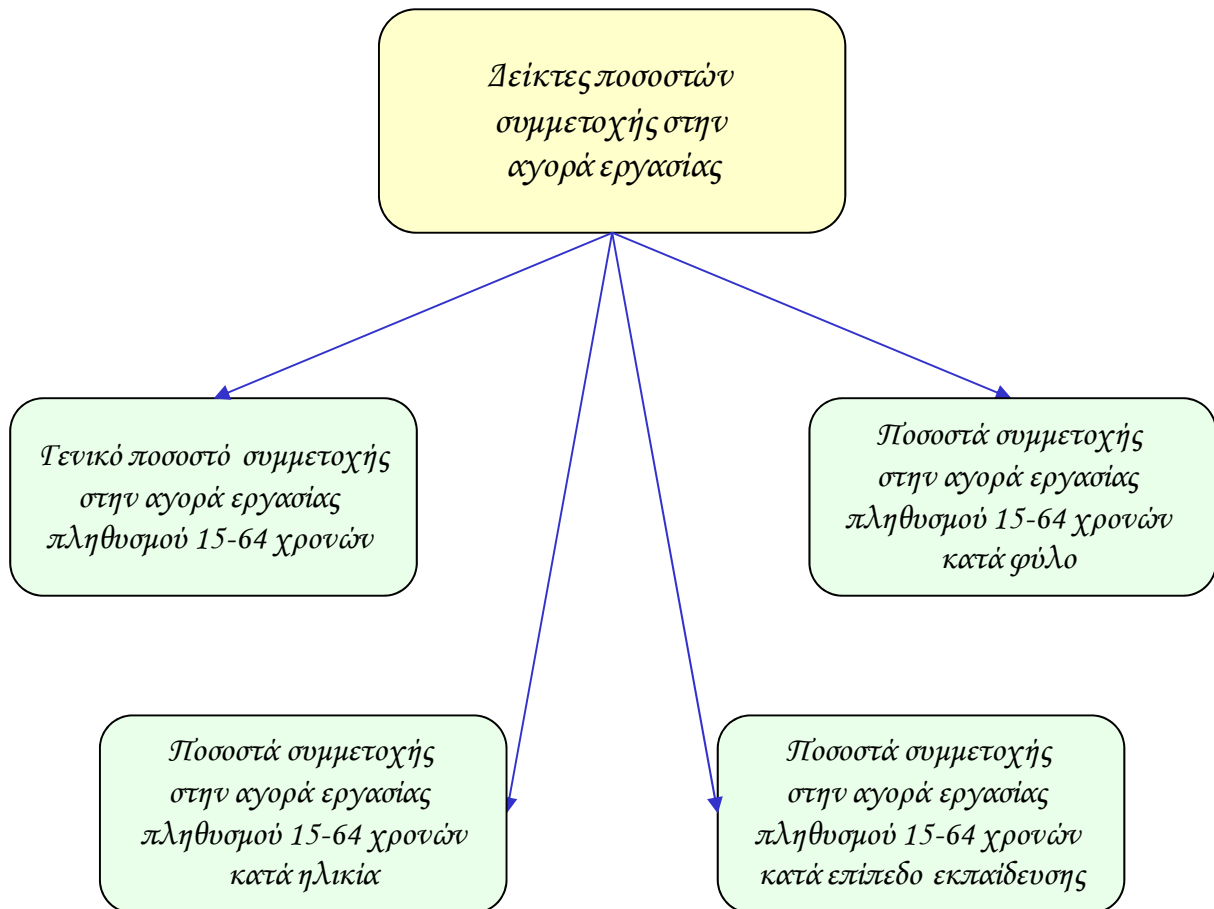 Δείκτες ποσοστών
συμμετοχής στην
αγορά εργασίας
Γενικό ποσοστό συμμετοχής
στην αγορά εργασίας
πληθυσμού 15-64 χρονών
Ποσοστά συμμετοχής
στην αγορά εργασίας
πληθυσμού 15-64 χρονών
κατά φύλο
Ποσοστά συμμετοχής
στην αγορά εργασίας
πληθυσμού 15-64 χρονών
κατά ηλικία
Ποσοστά συμμετοχής
στην αγορά εργασίας
πληθυσμού 15-64 χρονών
κατά επίπεδο εκπαίδευσης